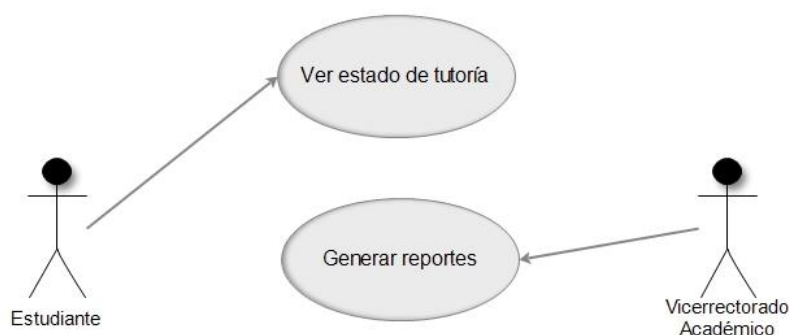 Ver estado de tutoría
Generar reportes
Estudiante
Vicerrectorado
Académico